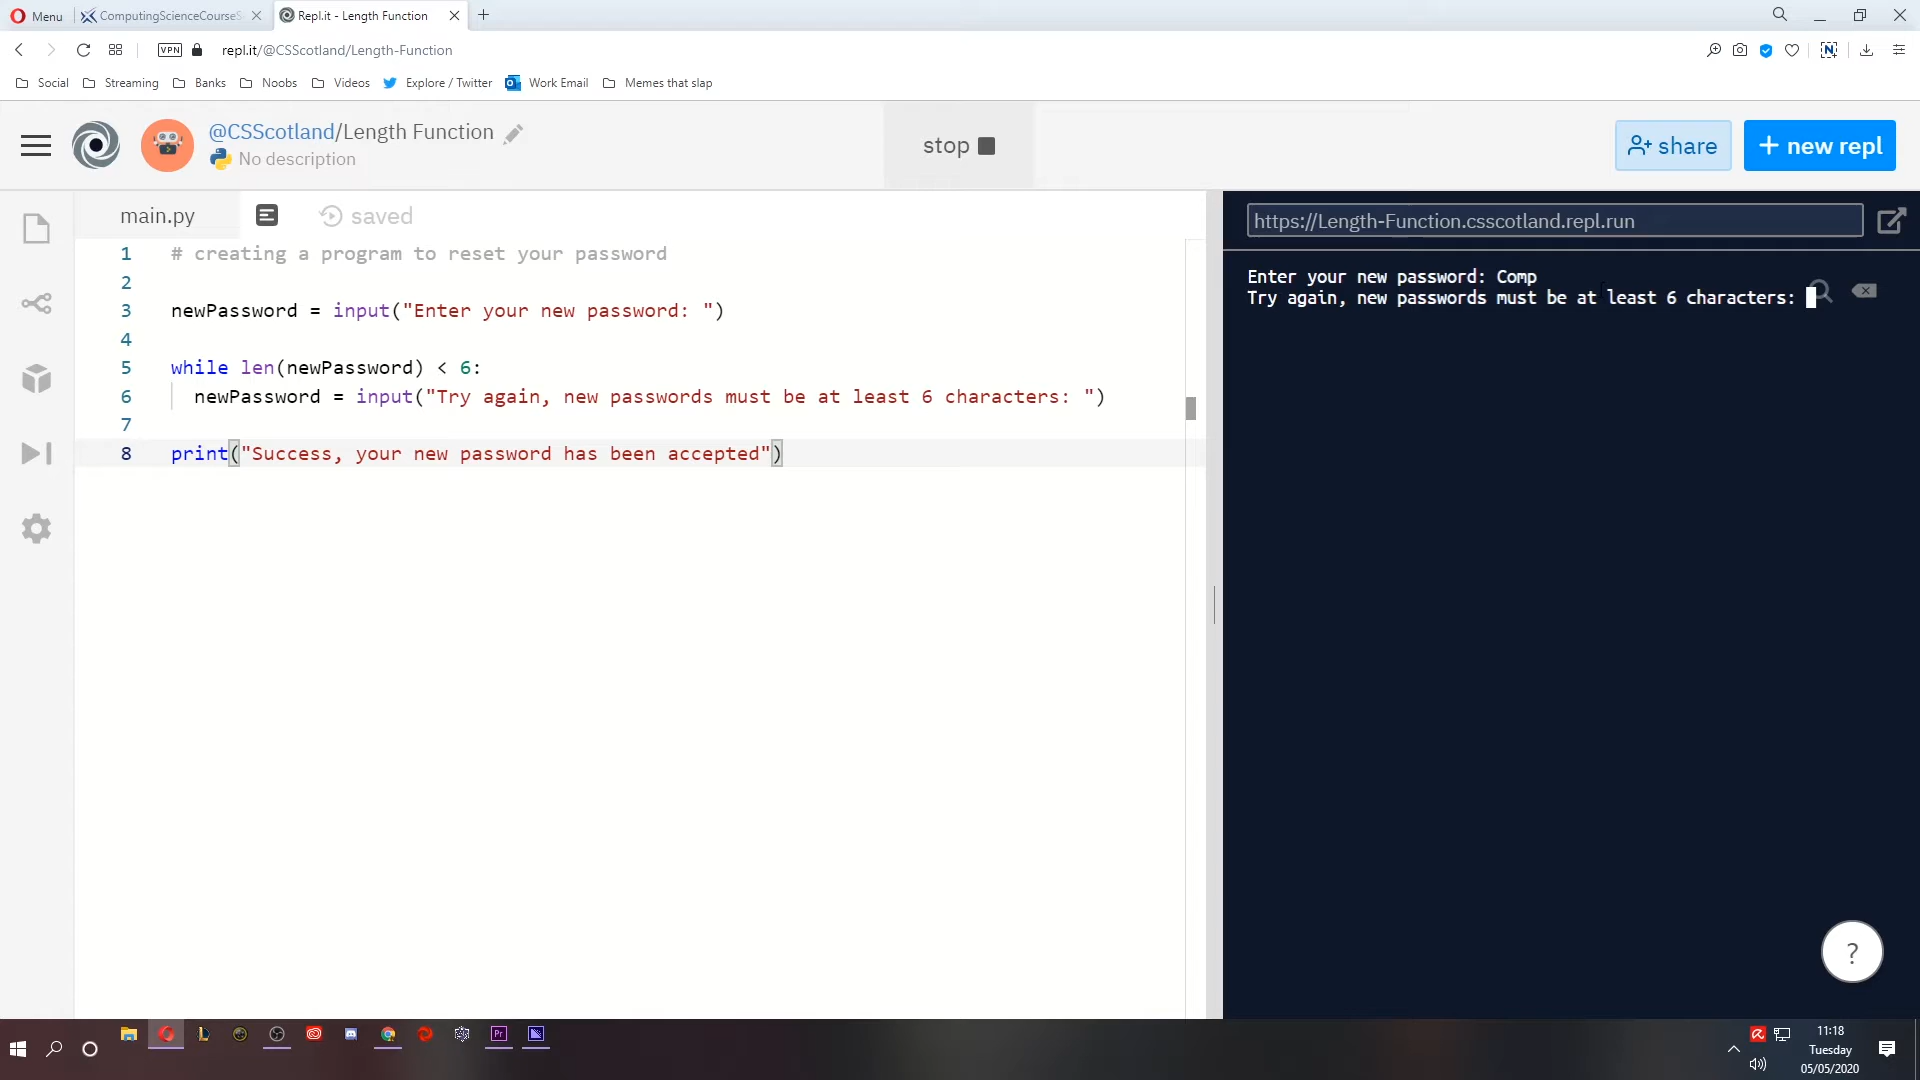 Menu
ComputingScienceCourseS
Repl.it - Length Function
VPN
repl.it/@CSScotland/Length-Function
Social
Streaming
Banks
Noobs
Videos
Explore / Twitter
Work Email
Memes that slap
@CSScotland/Length Function
No description
stop
share
+ new repl
main.py
saved
1 # creating a program to reset your password
2
3 newPassword = input("Enter your new password: ")
4
5 while len(newPassword) < 6:
6 newPassword = input("Try again, new passwords must be at least 6 characters: ")
7
8 print("Success, your new password has been accepted")
https://Length-Function.csscotland.repl.run
Enter your new password: Comp
Try again, new passwords must be at least 6 characters:
?
Pr
11:18
Tuesday
05/05/2020